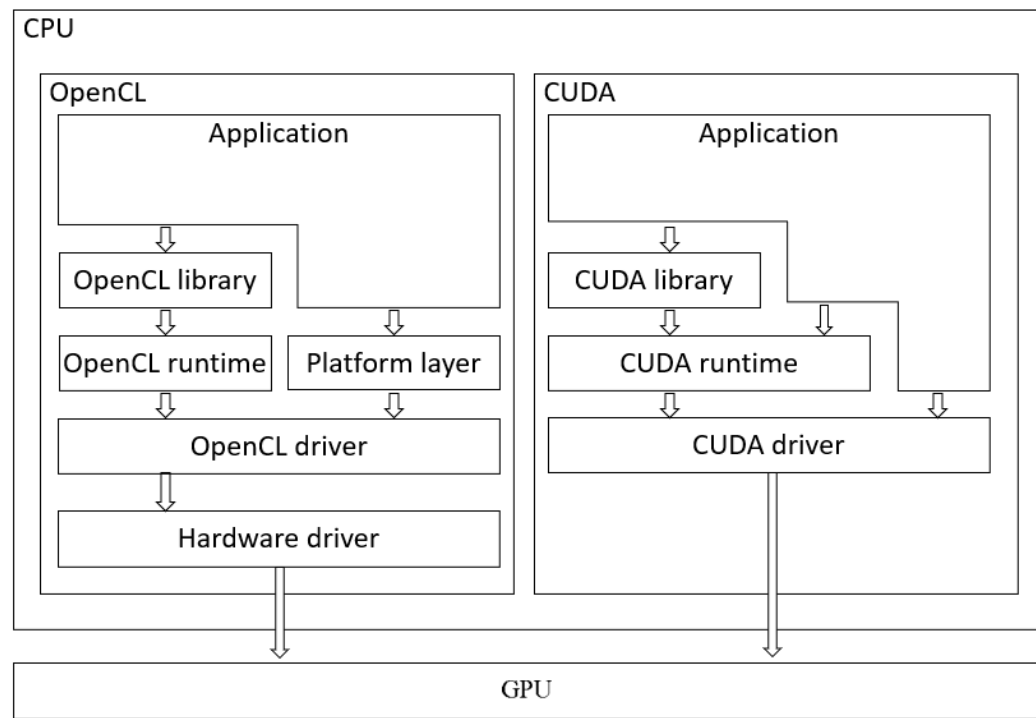 CPU
OpenCL
Application
OpenCL library
OpenCL runtime
Platform layer
OpenCL driver
Hardware driver
CUDA
Application
CUDA library
CUDA runtime
CUDA driver
GPU